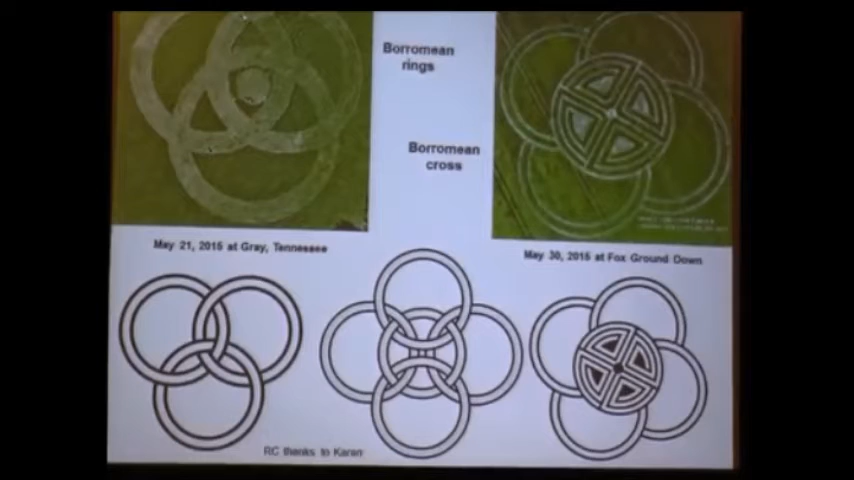 Borromean
rings
Borromean
cross
May 21, 2015 at Gray, Tennessee
May 30, 2015 at Fox Ground Down
RC thanks to Karan